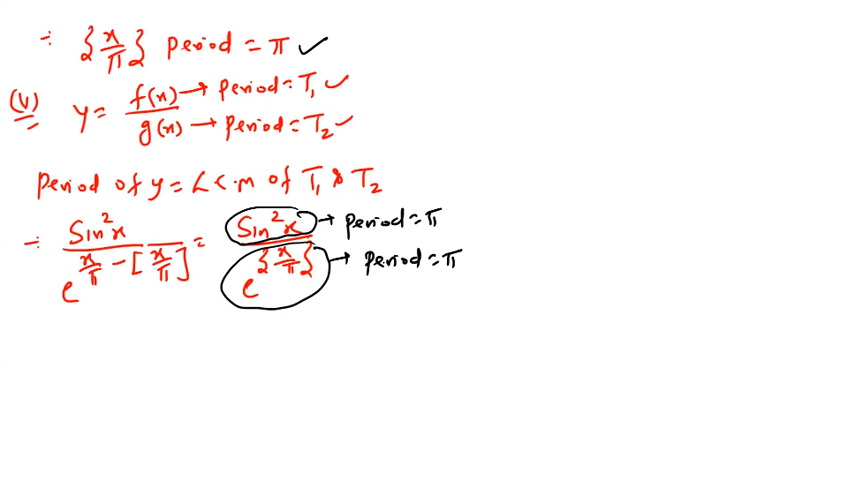 ∴ {x/π} period = π ✓
(v) y = f(x)/g(x) → period = T₁ ✓
→ period = T₂ ✓
Period of y = L C.M of T₁ & T₂
∴ Sin²x / e^(x/π − [x/π]) = Sin²x / e^{x/π} → period = π
→ period = π